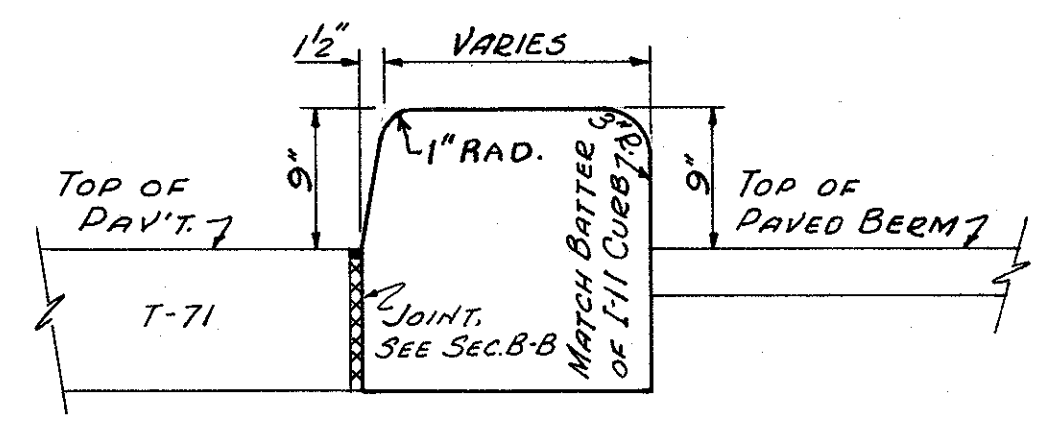 1½"
VARIES
1" RAD.
9"
9"
3" R.
TOP OF
PAV'T.
TOP OF
PAVED BERM
MATCH BATTER
OF I-11 CURB
T-71
JOINT,
SEE SEC. B-B